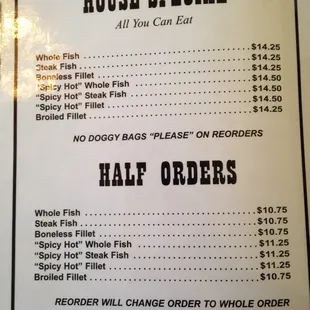 HOUSE SPECIAL
All You Can Eat
Whole Fish $14.25
Steak Fish $14.25
Boneless Fillet $14.25
"Spicy Hot" Whole Fish $14.50
"Spicy Hot" Steak Fish $14.50
"Spicy Hot" Fillet $14.50
Broiled Fillet $14.25
NO DOGGY BAGS "PLEASE" ON REORDERS
HALF ORDERS
Whole Fish $10.75
Steak Fish $10.75
Boneless Fillet $10.75
"Spicy Hot" Whole Fish $11.25
"Spicy Hot" Steak Fish $11.25
"Spicy Hot" Fillet $11.25
Broiled Fillet $10.75
REORDER WILL CHANGE ORDER TO WHOLE ORDER